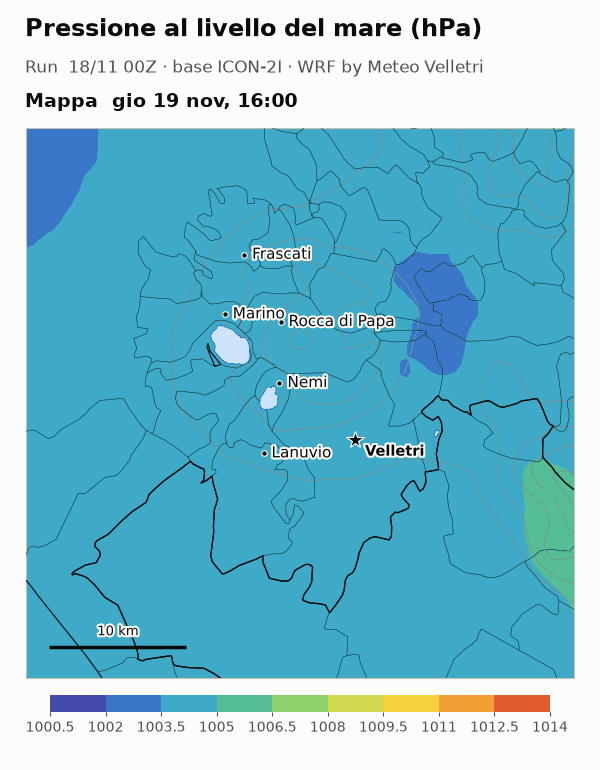 Pressione al livello del mare (hPa)
Run  18/11 00Z · base ICON-2I · WRF by Meteo Velletri
Mappa  gio 19 nov, 16:00
Frascati
Marino
Rocca di Papa
Nemi
Velletri
Lanuvio
10 km
1000.5 1002 1003.5 1005 1006.5 1008 1009.5 1011 1012.5 1014